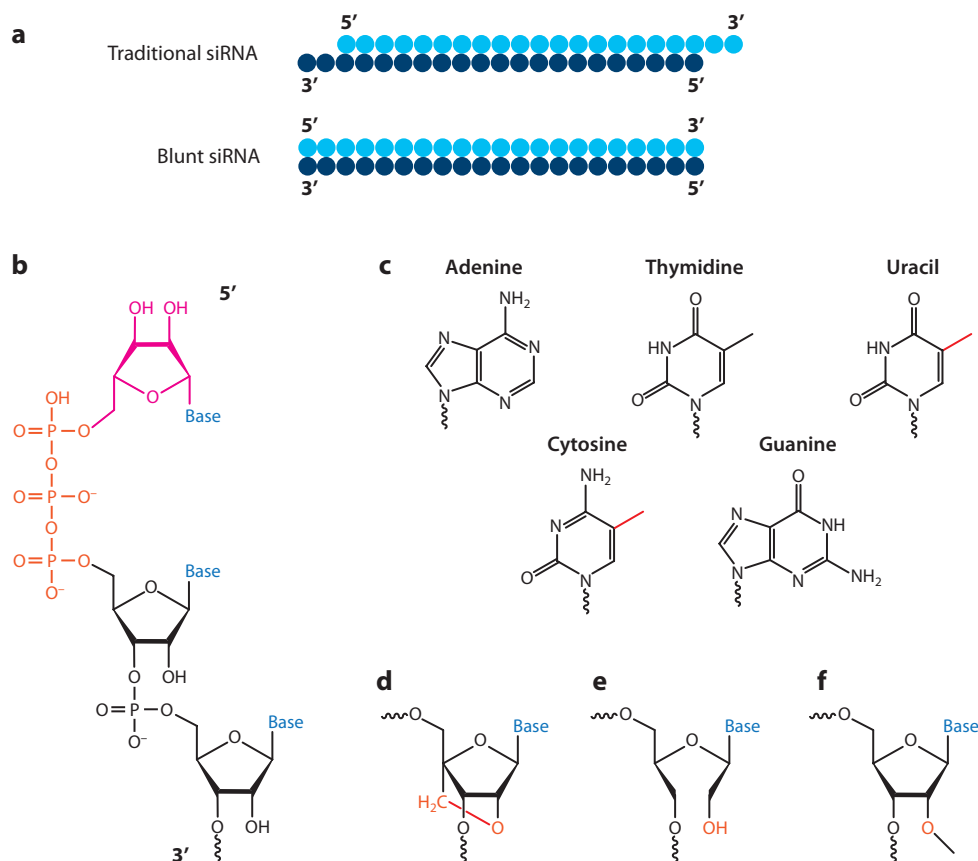 a
5′ 3′
Traditional siRNA
3′ 5′
5′ 3′
Blunt siRNA
3′ 5′
b
5′
OH OH
O
Base
OH
O P O
O
O P O–
O
O P O
O–
Base
O
O OH
O P O
O–
Base
O
O OH
3′
c
Adenine
NH2
N N
N N
Thymidine
O
HN
O N
Uracil
O
HN
O N
Cytosine
NH2
N
O N
Guanine
O
N NH
N N NH2
d
O
Base
O
H2C
O O
e
O
Base
O
O OH
f
O
Base
O
O O